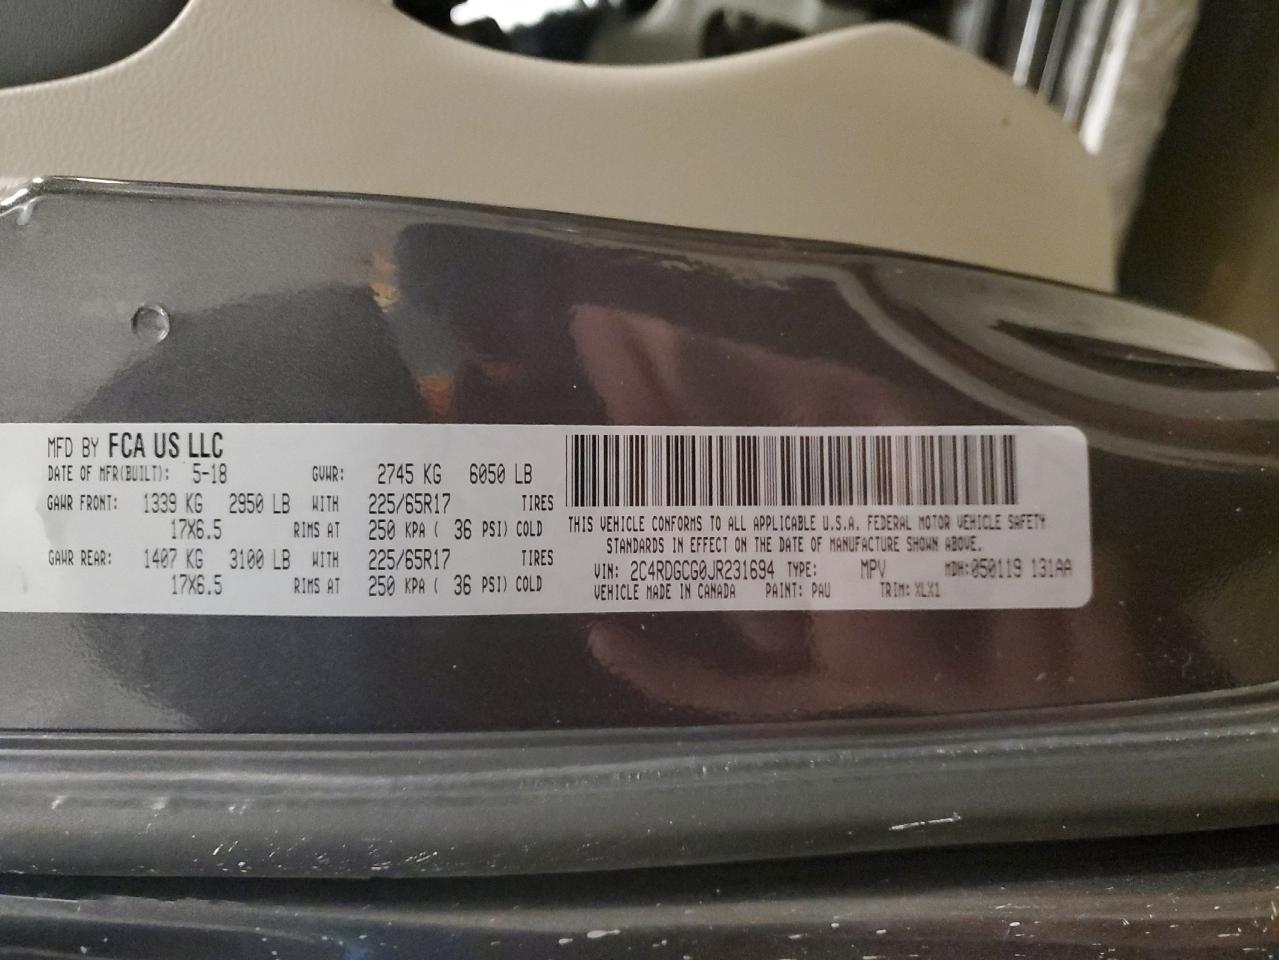 MFD BY FCA US LLC
DATE OF MFR(BUILT): 5-18 GVWR: 2745 KG 6050 LB
GAWR FRONT: 1339 KG 2950 LB WITH 225/65R17 TIRES
17X6.5 RIMS AT 250 KPA ( 36 PSI) COLD
GAWR REAR: 1407 KG 3100 LB WITH 225/65R17 TIRES
17X6.5 RIMS AT 250 KPA ( 36 PSI) COLD
THIS VEHICLE CONFORMS TO ALL APPLICABLE U.S.A. FEDERAL MOTOR VEHICLE SAFETY
STANDARDS IN EFFECT ON THE DATE OF MANUFACTURE SHOWN ABOVE.
VIN: 2C4RDGCG0JR231694 TYPE: MPV MDH:050119 131AA
VEHICLE MADE IN CANADA PAINT: PAU TRIM: XLX1